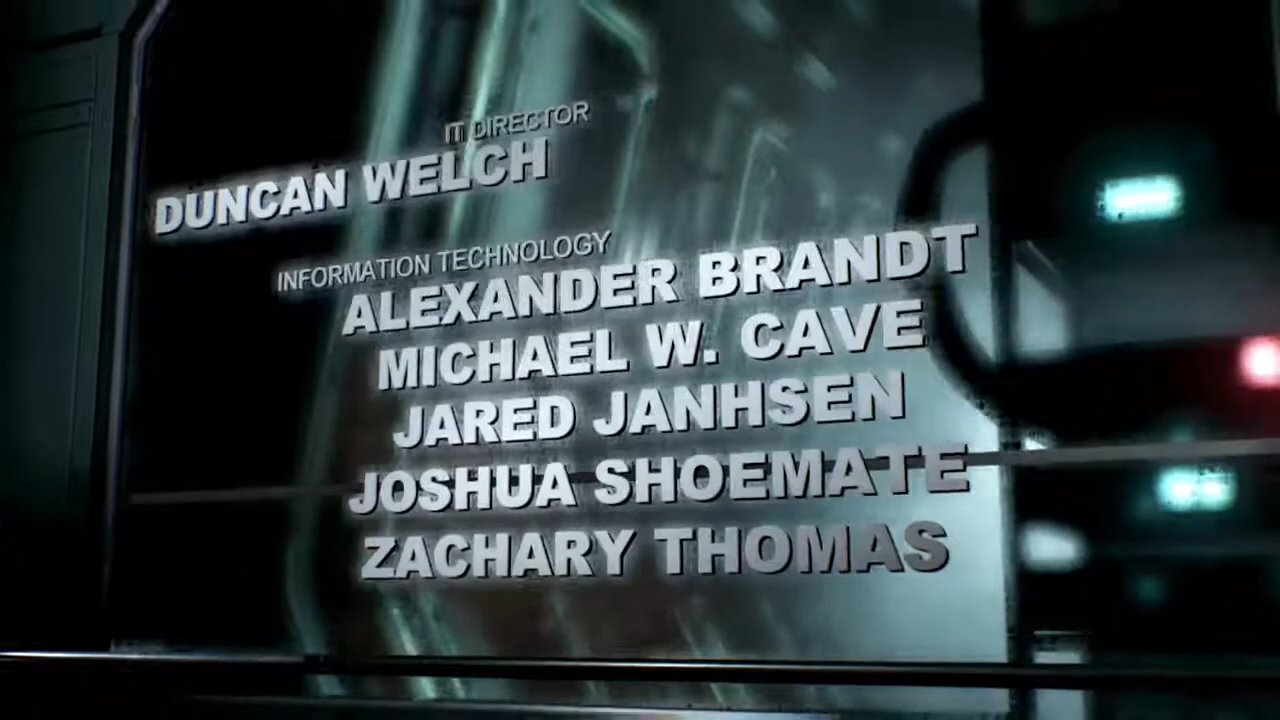 IT DIRECTOR
DUNCAN WELCH
INFORMATION TECHNOLOGY
ALEXANDER BRANDT
MICHAEL W. CAVE
JARED JANHSEN
JOSHUA SHOEMATE
ZACHARY THOMAS